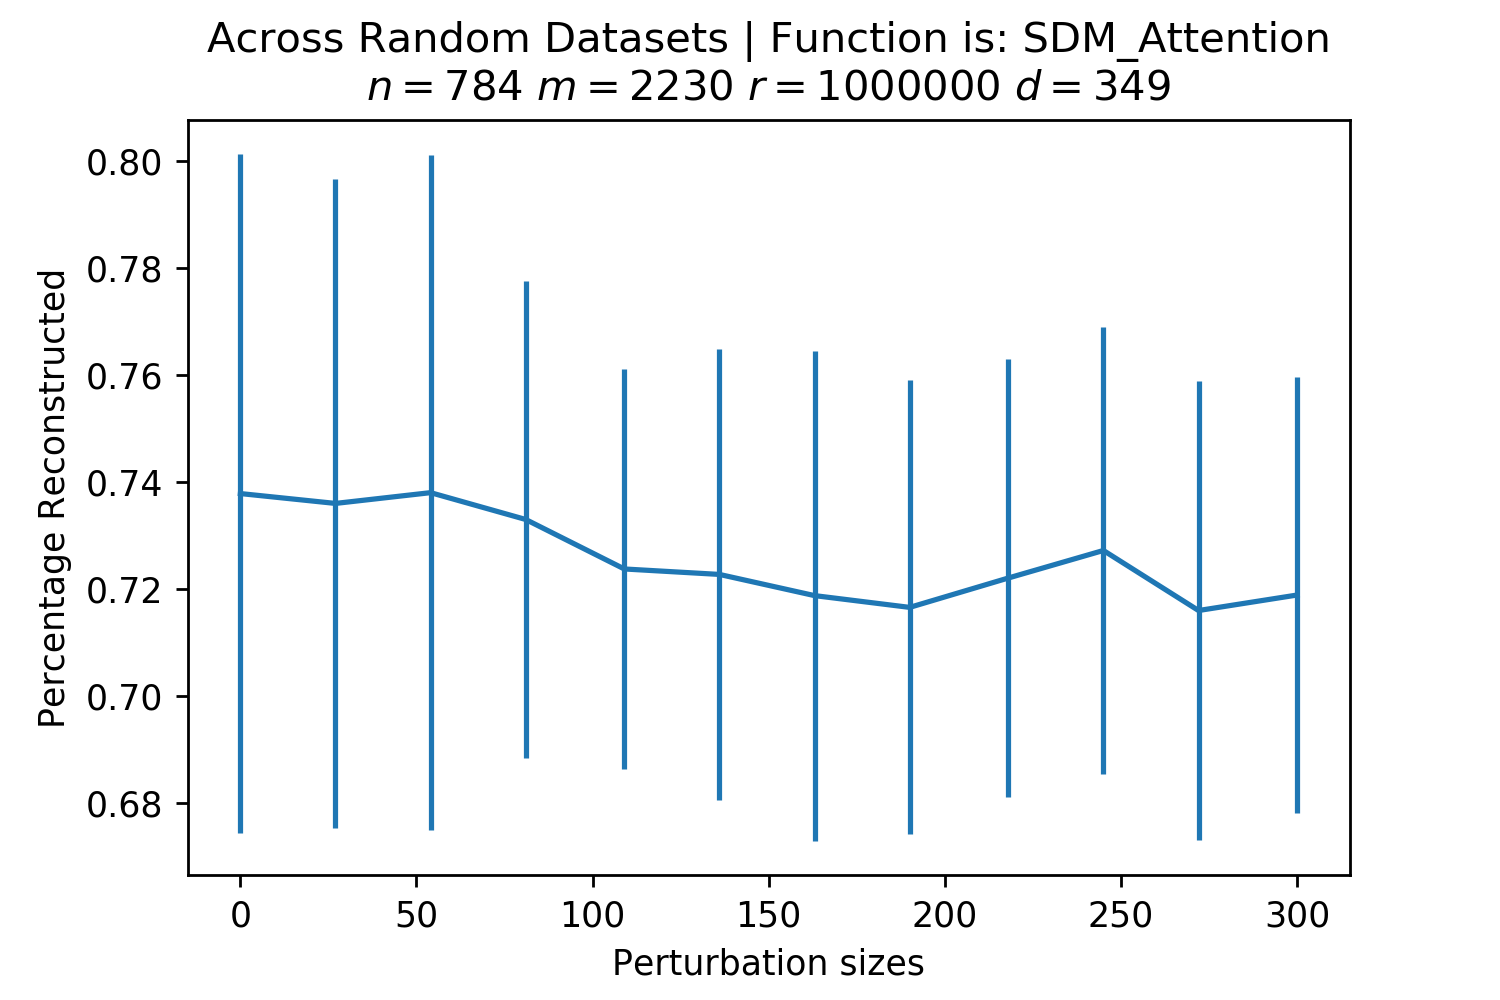 Across Random Datasets | Function is: SDM_Attention
n = 784 m = 2230 r = 1000000 d = 349
0.80
0.78
0.76
0.74
0.72
0.70
0.68
Percentage Reconstructed
0 50 100 150 200 250 300
Perturbation sizes